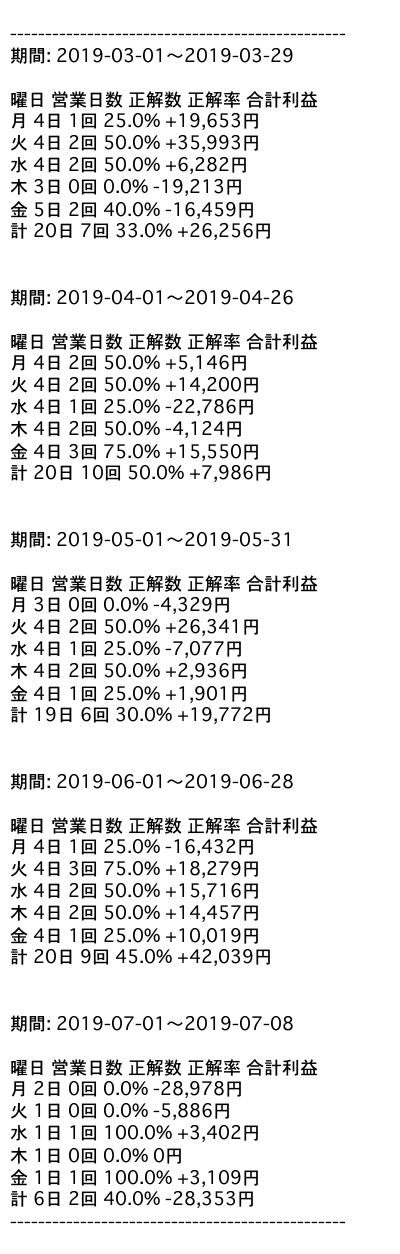 ------------------------------------------------
期間: 2019-03-01～2019-03-29
曜日 営業日数 正解数 正解率 合計利益
月 4日 1回 25.0% +19,653円
火 4日 2回 50.0% +35,993円
水 4日 2回 50.0% +6,282円
木 3日 0回 0.0% -19,213円
金 5日 2回 40.0% -16,459円
計 20日 7回 33.0% +26,256円
期間: 2019-04-01～2019-04-26
曜日 営業日数 正解数 正解率 合計利益
月 4日 2回 50.0% +5,146円
火 4日 2回 50.0% +14,200円
水 4日 1回 25.0% -22,786円
木 4日 2回 50.0% -4,124円
金 4日 3回 75.0% +15,550円
計 20日 10回 50.0% +7,986円
期間: 2019-05-01～2019-05-31
曜日 営業日数 正解数 正解率 合計利益
月 3日 0回 0.0% -4,329円
火 4日 2回 50.0% +26,341円
水 4日 1回 25.0% -7,077円
木 4日 2回 50.0% +2,936円
金 4日 1回 25.0% +1,901円
計 19日 6回 30.0% +19,772円
期間: 2019-06-01～2019-06-28
曜日 営業日数 正解数 正解率 合計利益
月 4日 1回 25.0% -16,432円
火 4日 3回 75.0% +18,279円
水 4日 2回 50.0% +15,716円
木 4日 2回 50.0% +14,457円
金 4日 1回 25.0% +10,019円
計 20日 9回 45.0% +42,039円
期間: 2019-07-01～2019-07-08
曜日 営業日数 正解数 正解率 合計利益
月 2日 0回 0.0% -28,978円
火 1日 0回 0.0% -5,886円
水 1日 1回 100.0% +3,402円
木 1日 0回 0.0% 0円
金 1日 1回 100.0% +3,109円
計 6日 2回 40.0% -28,353円
------------------------------------------------